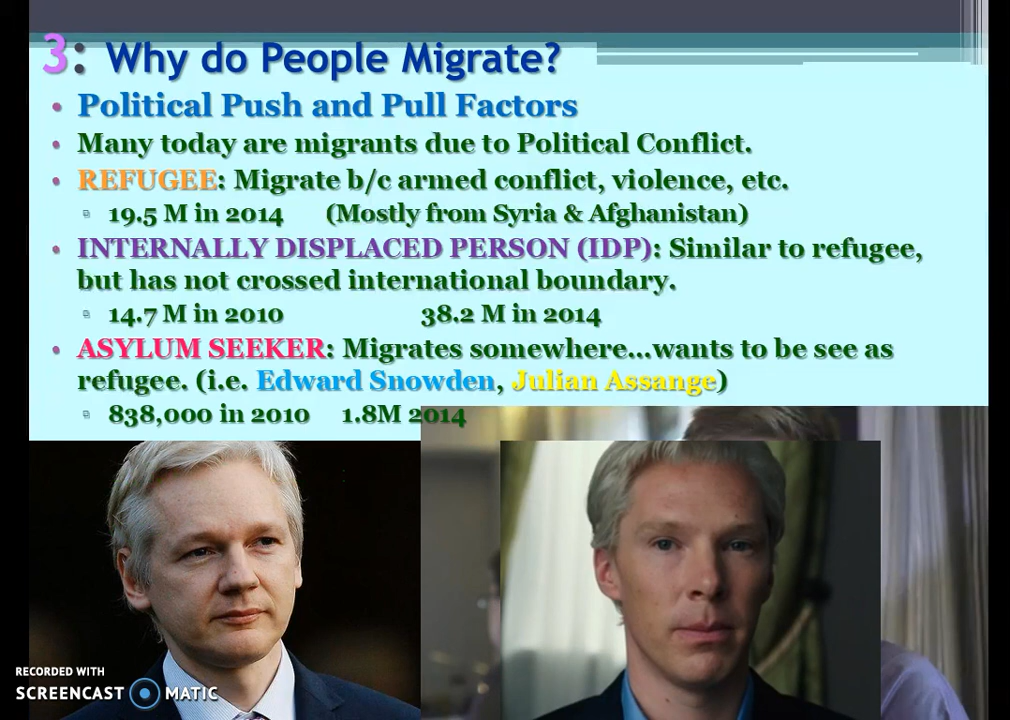 3: Why do People Migrate?
• Political Push and Pull Factors
• Many today are migrants due to Political Conflict.
• REFUGEE: Migrate b/c armed conflict, violence, etc.
▫ 19.5 M in 2014 (Mostly from Syria & Afghanistan)
• INTERNALLY DISPLACED PERSON (IDP): Similar to refugee,
but has not crossed international boundary.
▫ 14.7 M in 2010 38.2 M in 2014
• ASYLUM SEEKER: Migrates somewhere...wants to be see as
refugee. (i.e. Edward Snowden, Julian Assange)
▫ 838,000 in 2010 1.8M 2014
RECORDED WITH
SCREENCAST MATIC